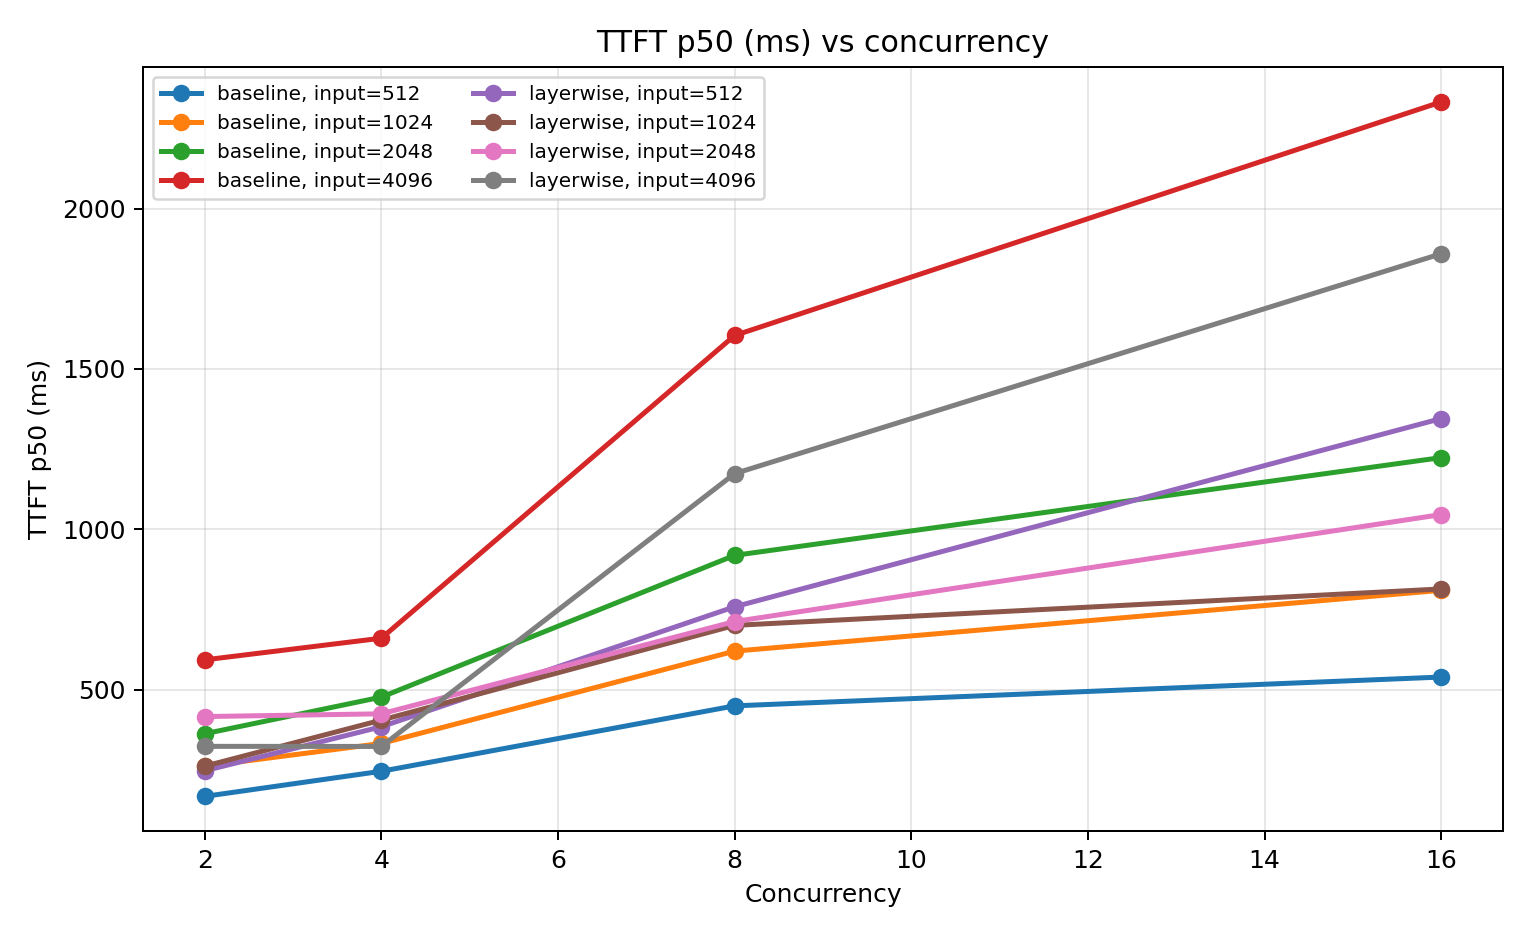 TTFT p50 (ms) vs concurrency
baseline, input=512
baseline, input=1024
baseline, input=2048
baseline, input=4096
layerwise, input=512
layerwise, input=1024
layerwise, input=2048
layerwise, input=4096
TTFT p50 (ms)
2000
1500
1000
500
2 4 6 8 10 12 14 16
Concurrency